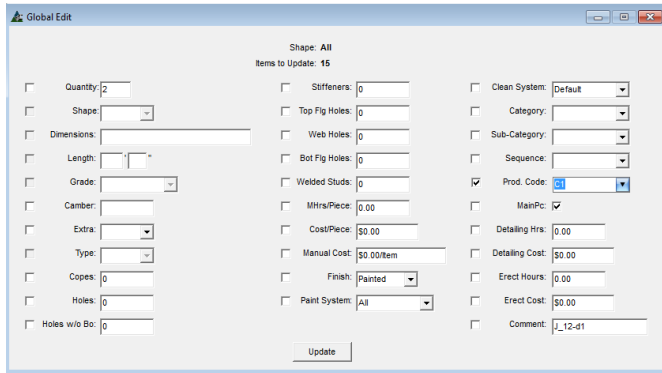 Global Edit
Shape: All
Items to Update: 15
Quantity: 2
Shape:
Dimensions:
Length: ' "
Grade:
Camber:
Extra:
Type:
Copes: 0
Holes: 0
Holes w/o Bo: 0
Stiffeners: 0
Top Flg Holes: 0
Web Holes: 0
Bot Flg Holes: 0
Welded Studs: 0
MHrs/Piece: 0.00
Cost/Piece: $0.00
Manual Cost: $0.00/Item
Finish: Painted
Paint System: All
Clean System: Default
Category:
Sub-Category:
Sequence:
Prod. Code: C1
MainPc:
Detailing Hrs: 0.00
Detailing Cost: $0.00
Erect Hours: 0.00
Erect Cost: $0.00
Comment: J_12-d1
Update